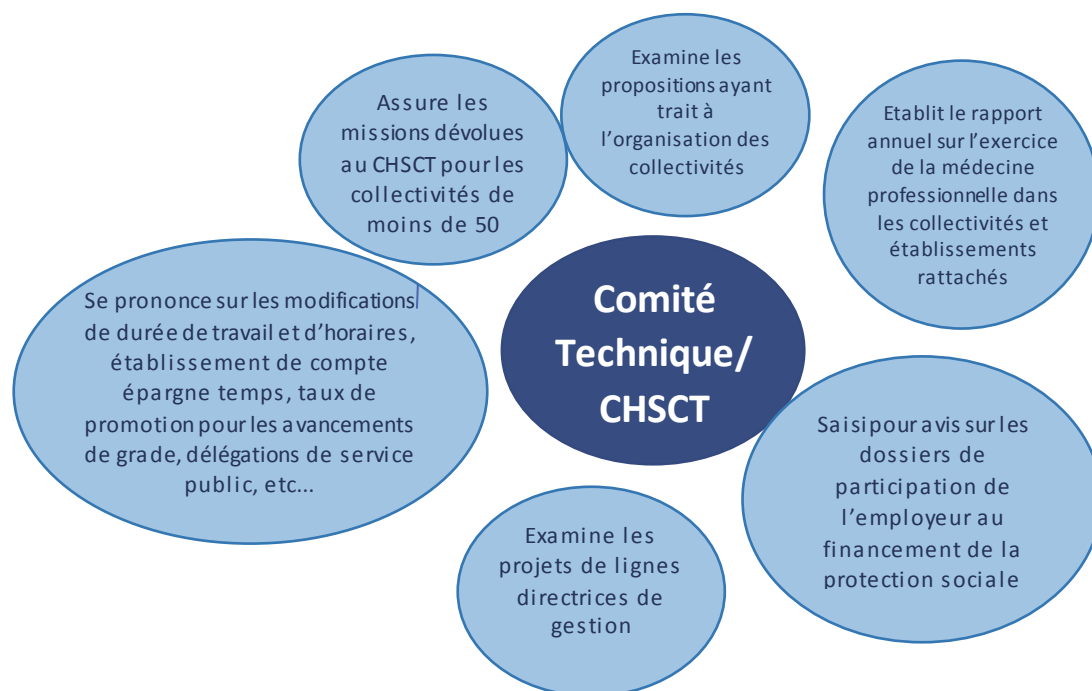 Assure les
missions dévolues
au CHSCT pour les
collectivités de
moins de 50
Examine les
propositions ayant
trait à
l'organisation des
collectivités
Etablit le rapport
annuel sur l'exercice
de la médecine
professionnelle dans
les collectivités et
établissements
rattachés
Se prononce sur les modifications
de durée de travail et d'horaires,
établissement de compte
épargne temps, taux de
promotion pour les avancements
de grade, délégations de service
public, etc...
Comité
Technique/
CHSCT
Saisi pour avis sur les
dossiers de
participation de
l'employeur au
financement de la
protection sociale
Examine les
projets de lignes
directrices de
gestion